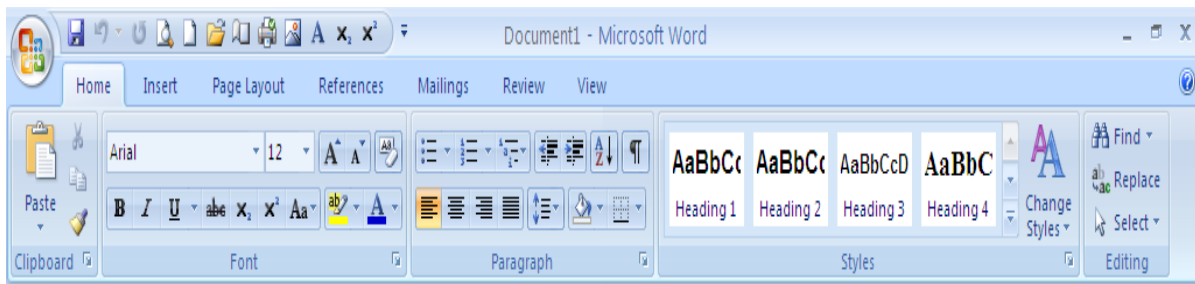 Document1 - Microsoft Word
Home Insert Page Layout References Mailings Review View
Paste
Clipboard
Arial 12
Font
Paragraph
AaBbCc AaBbCc AaBbCcD AaBbC
Heading 1 Heading 2 Heading 3 Heading 4
Change
Styles
Styles
Find
Replace
Select
Editing